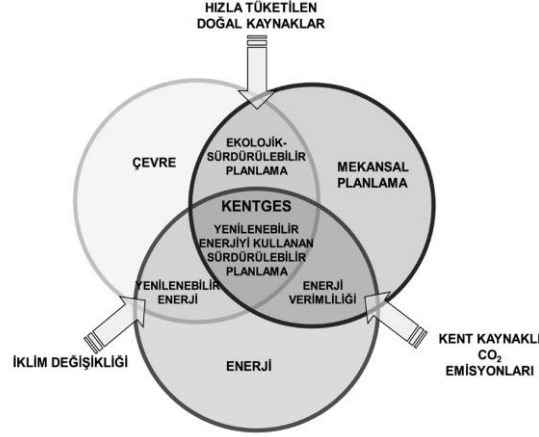 HIZLA TÜKETİLEN
DOĞAL KAYNAKLAR
EKOLOJİK-
SÜRDÜRÜLEBİLİR
PLANLAMA
ÇEVRE
MEKANSAL
PLANLAMA
KENTGES
YENİLENEBİLİR
ENERJİYİ KULLANAN
SÜRDÜRÜLEBİLİR
PLANLAMA
YENİLENEBİLİR
ENERJİ
ENERJİ
VERİMLİLİĞİ
İKLİM DEĞİŞİKLİĞİ
ENERJİ
KENT KAYNAKLI
CO₂
EMİSYONLARI